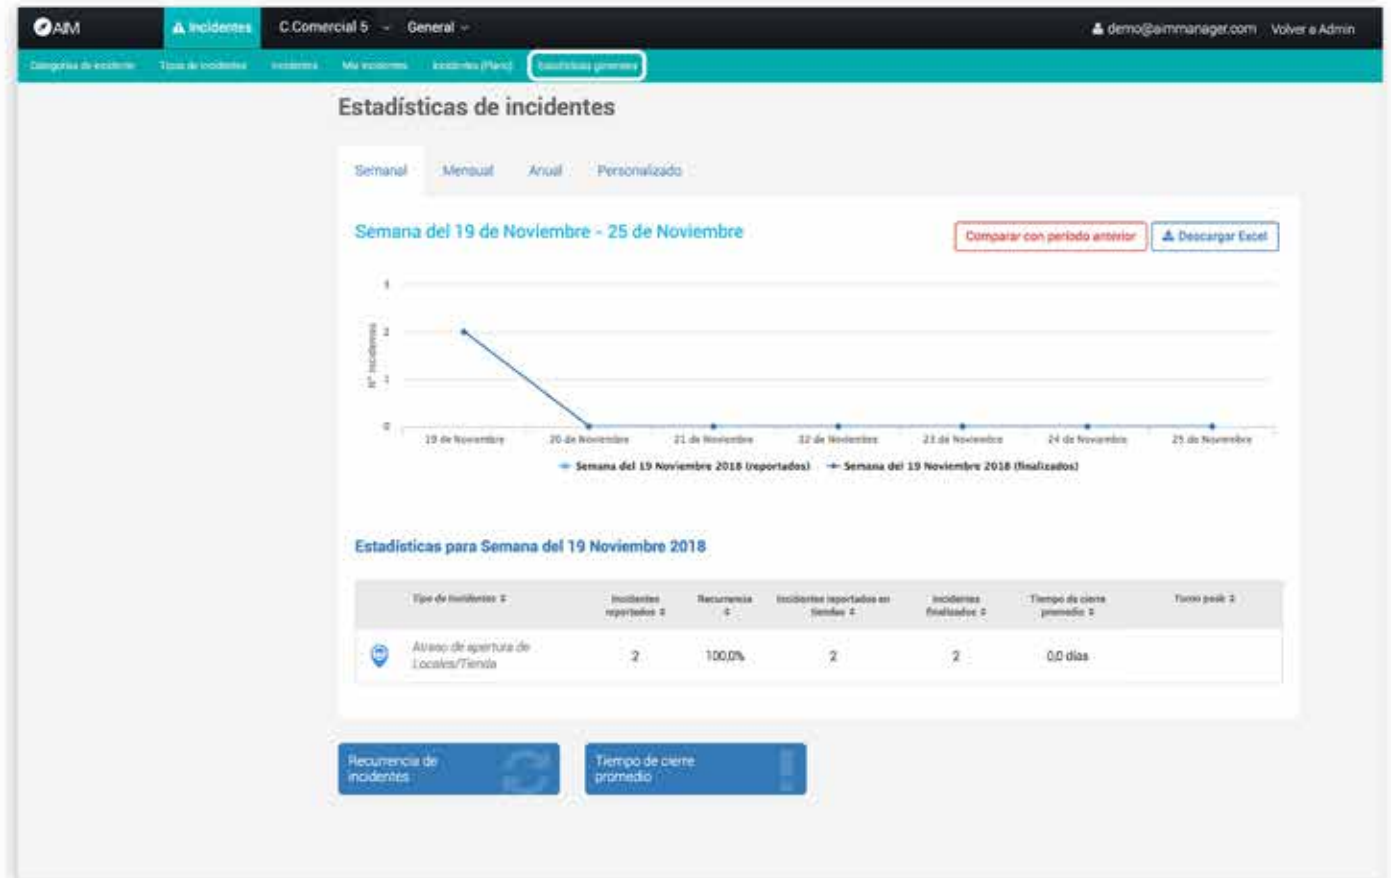 AIM
Incidentes
C.Comercial 5
General
demo@aimmanager.com
Volver a Admin
Categorías de incidente
Tipos de incidentes
Incidentes
Mis incidentes
Incidentes (Plano)
Estadísticas generales
Estadísticas de incidentes
Semanal
Mensual
Anual
Personalizado
Semana del 19 de Noviembre - 25 de Noviembre
Comparar con periodo anterior
Descargar Excel
3
2
1
0
N° Incidentes
19 de Noviembre
20 de Noviembre
21 de Noviembre
22 de Noviembre
23 de Noviembre
24 de Noviembre
25 de Noviembre
Semana del 19 Noviembre 2018 (reportados)
Semana del 19 Noviembre 2018 (finalizados)
Estadísticas para Semana del 19 Noviembre 2018
Tipo de Incidentes
Incidentes
reportados
Recurrencia
Incidentes reportados en
tiendas
Incidentes
finalizados
Tiempo de cierre
promedio
Turno peak
Atraso de apertura de
Locales/Tienda
2
100,0%
2
2
0,0 días
Recurrencia de
incidentes
Tiempo de cierre
promedio